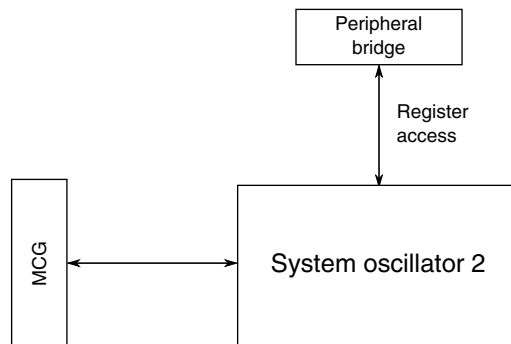 Peripheral
bridge
Register
access
MCG
System oscillator 2